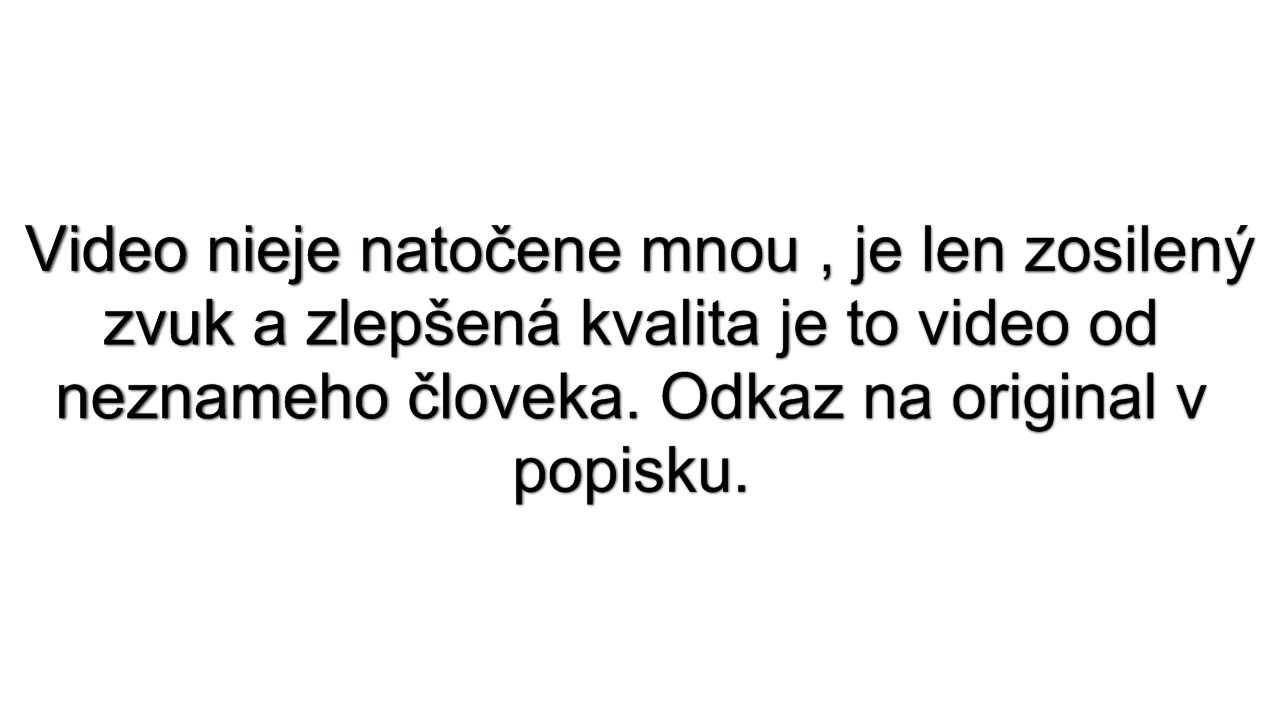 Video nieje natočene mnou , je len zosilený
zvuk a zlepšená kvalita je to video od
neznameho človeka. Odkaz na original v
popisku.